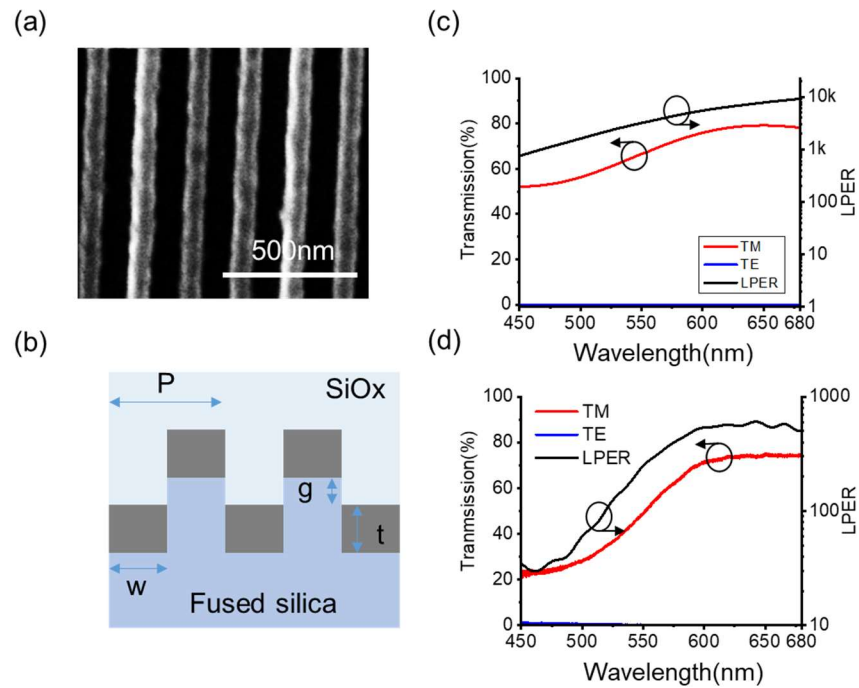 (a)
500nm
(b)
P
SiOx
g
t
w
Fused silica
(c)
100
80
60
40
20
0
Transmission(%)
10k
1k
100
10
1
LPER
TM
TE
LPER
450 500 550 600 650 680
Wavelength(nm)
(d)
100
80
60
40
20
0
Tranmsission(%)
1000
100
10
LPER
TM
TE
LPER
450 500 550 600 650 680
Wavelength(nm)